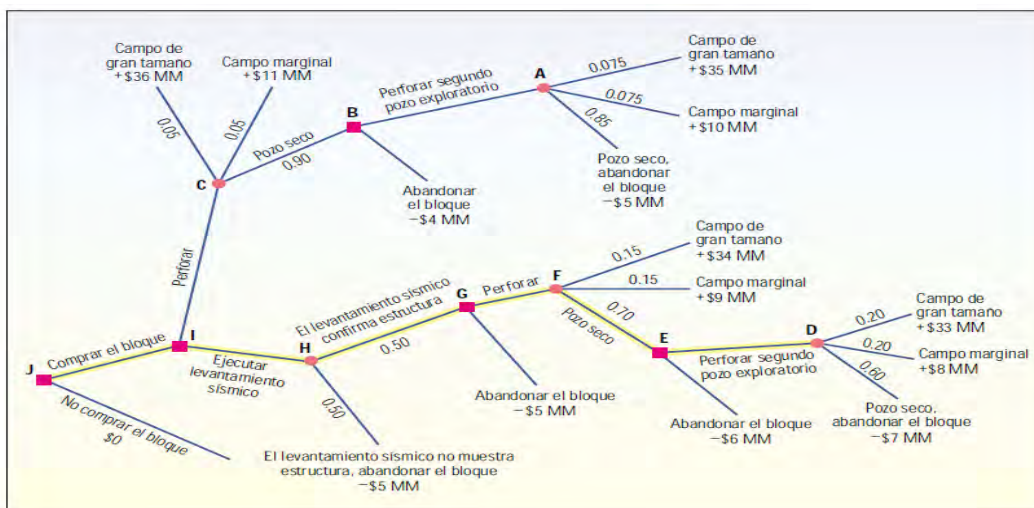 Campo de
gran tamaño
+$36 MM
Campo marginal
+$11 MM
0.05
0.05
C
Pozo seco
0.90
B
Perforar segundo
pozo exploratorio
Abandonar
el bloque
−$4 MM
A
0.075
Campo de
gran tamaño
+$35 MM
0.075
Campo marginal
+$10 MM
0.85
Pozo seco,
abandonar
el bloque
−$5 MM
Perforar
J
Comprar el bloque
No comprar el bloque
$0
I
Ejecutar
levantamiento
sísmico
H
El levantamiento sísmico
confirma estructura
0.50
0.50
El levantamiento sísmico no muestra
estructura, abandonar el bloque
−$5 MM
G
Perforar
Abandonar el bloque
−$5 MM
F
0.15
Campo de
gran tamaño
+$34 MM
0.15
Campo marginal
+$9 MM
0.70
Pozo seco
E
Perforar segundo
pozo exploratorio
Abandonar el bloque
−$6 MM
D
0.20
Campo de
gran tamaño
+$33 MM
0.20
Campo marginal
+$8 MM
0.60
Pozo seco,
abandonar el bloque
−$7 MM